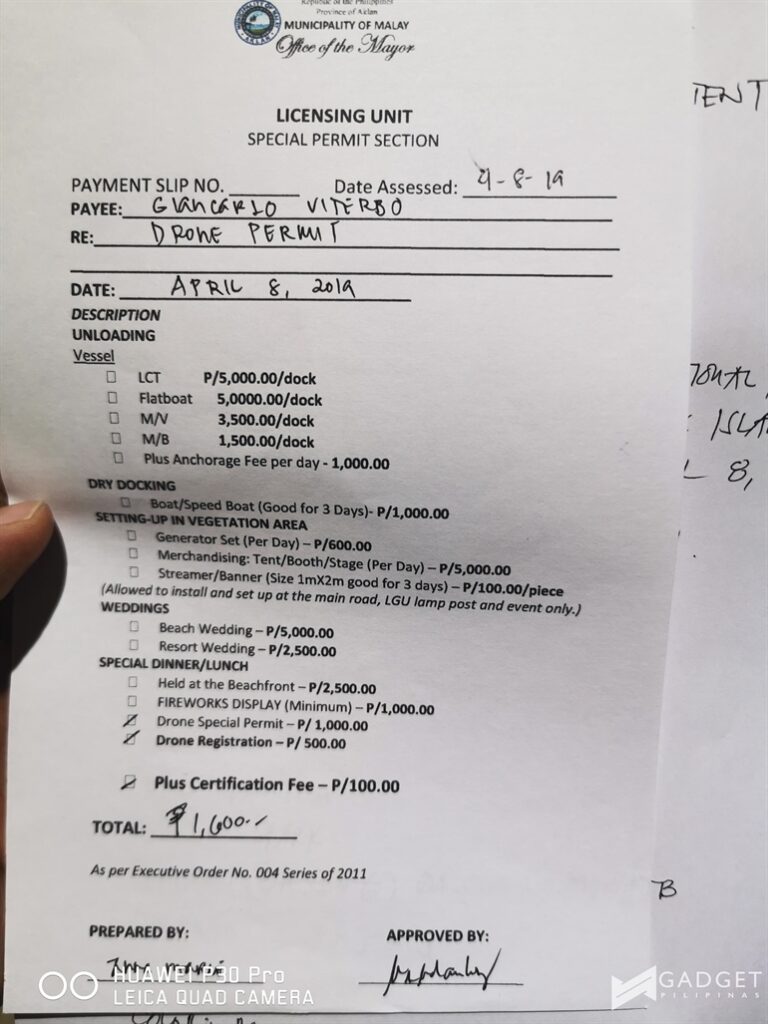 Republic of the Philippines
Province of Aklan
MUNICIPALITY OF MALAY
Office of the Mayor
LICENSING UNIT
SPECIAL PERMIT SECTION
PAYMENT SLIP NO. Date Assessed: 4-8-19
PAYEE: GIANCARLO VITERBO
RE: DRONE PERMIT
DATE: APRIL 8, 2019
DESCRIPTION
UNLOADING
Vessel
LCT P/5,000.00/dock
Flatboat 5,0000.00/dock
M/V 3,500.00/dock
M/B 1,500.00/dock
Plus Anchorage Fee per day - 1,000.00
DRY DOCKING
Boat/Speed Boat (Good for 3 Days)- P/1,000.00
SETTING-UP IN VEGETATION AREA
Generator Set (Per Day) – P/600.00
Merchandising: Tent/Booth/Stage (Per Day) – P/5,000.00
Streamer/Banner (Size 1mX2m good for 3 days) – P/100.00/piece
(Allowed to install and set up at the main road, LGU lamp post and event only.)
WEDDINGS
Beach Wedding – P/5,000.00
Resort Wedding – P/2,500.00
SPECIAL DINNER/LUNCH
Held at the Beachfront – P/2,500.00
FIREWORKS DISPLAY (Minimum) – P/1,000.00
Drone Special Permit – P/ 1,000.00
Drone Registration – P/ 500.00
Plus Certification Fee – P/100.00
TOTAL: ₱1,600.-
As per Executive Order No. 004 Series of 2011
PREPARED BY: APPROVED BY:
HUAWEI P30 Pro
LEICA QUAD CAMERA
GADGET
PILIPINAS
IENT
8,
B